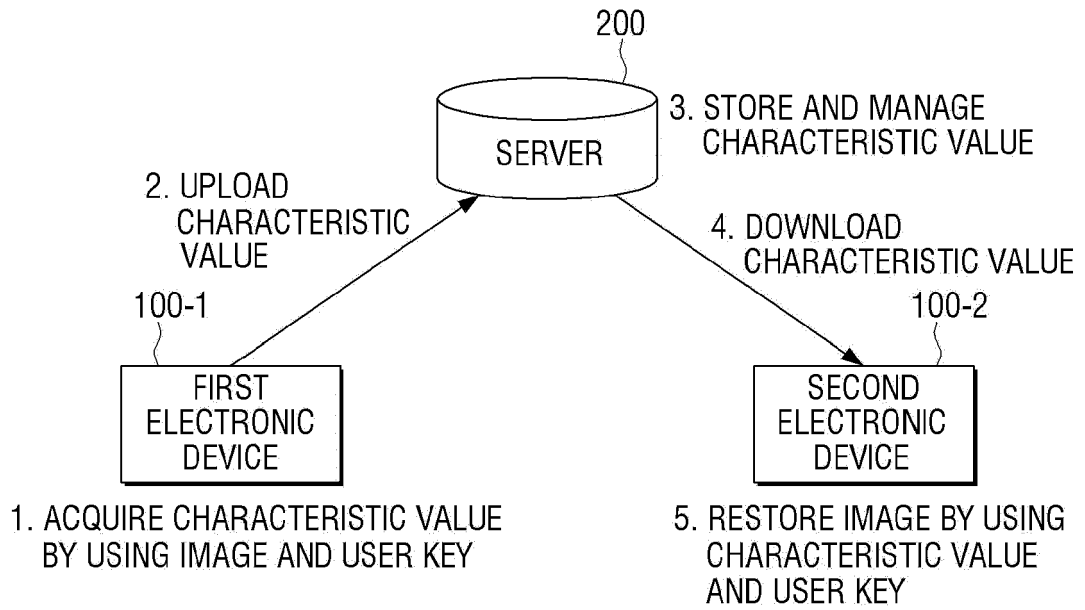 200
SERVER
3. STORE AND MANAGE
CHARACTERISTIC VALUE
2. UPLOAD
CHARACTERISTIC
VALUE
4. DOWNLOAD
CHARACTERISTIC VALUE
100-1
100-2
FIRST
ELECTRONIC
DEVICE
SECOND
ELECTRONIC
DEVICE
1. ACQUIRE CHARACTERISTIC VALUE
BY USING IMAGE AND USER KEY
5. RESTORE IMAGE BY USING
CHARACTERISTIC VALUE
AND USER KEY